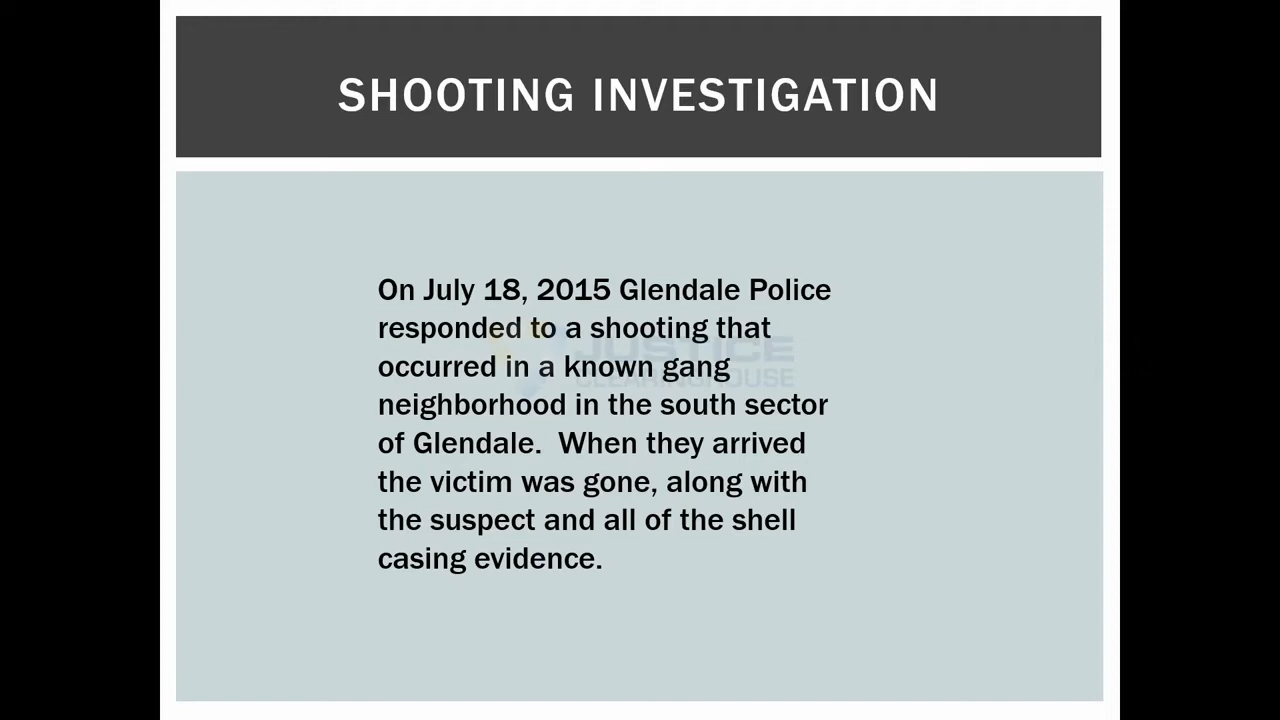 SHOOTING INVESTIGATION
On July 18, 2015 Glendale Police
responded to a shooting that
occurred in a known gang
neighborhood in the south sector
of Glendale.  When they arrived
the victim was gone, along with
the suspect and all of the shell
casing evidence.
JUSTICE
CLEARINGHOUSE